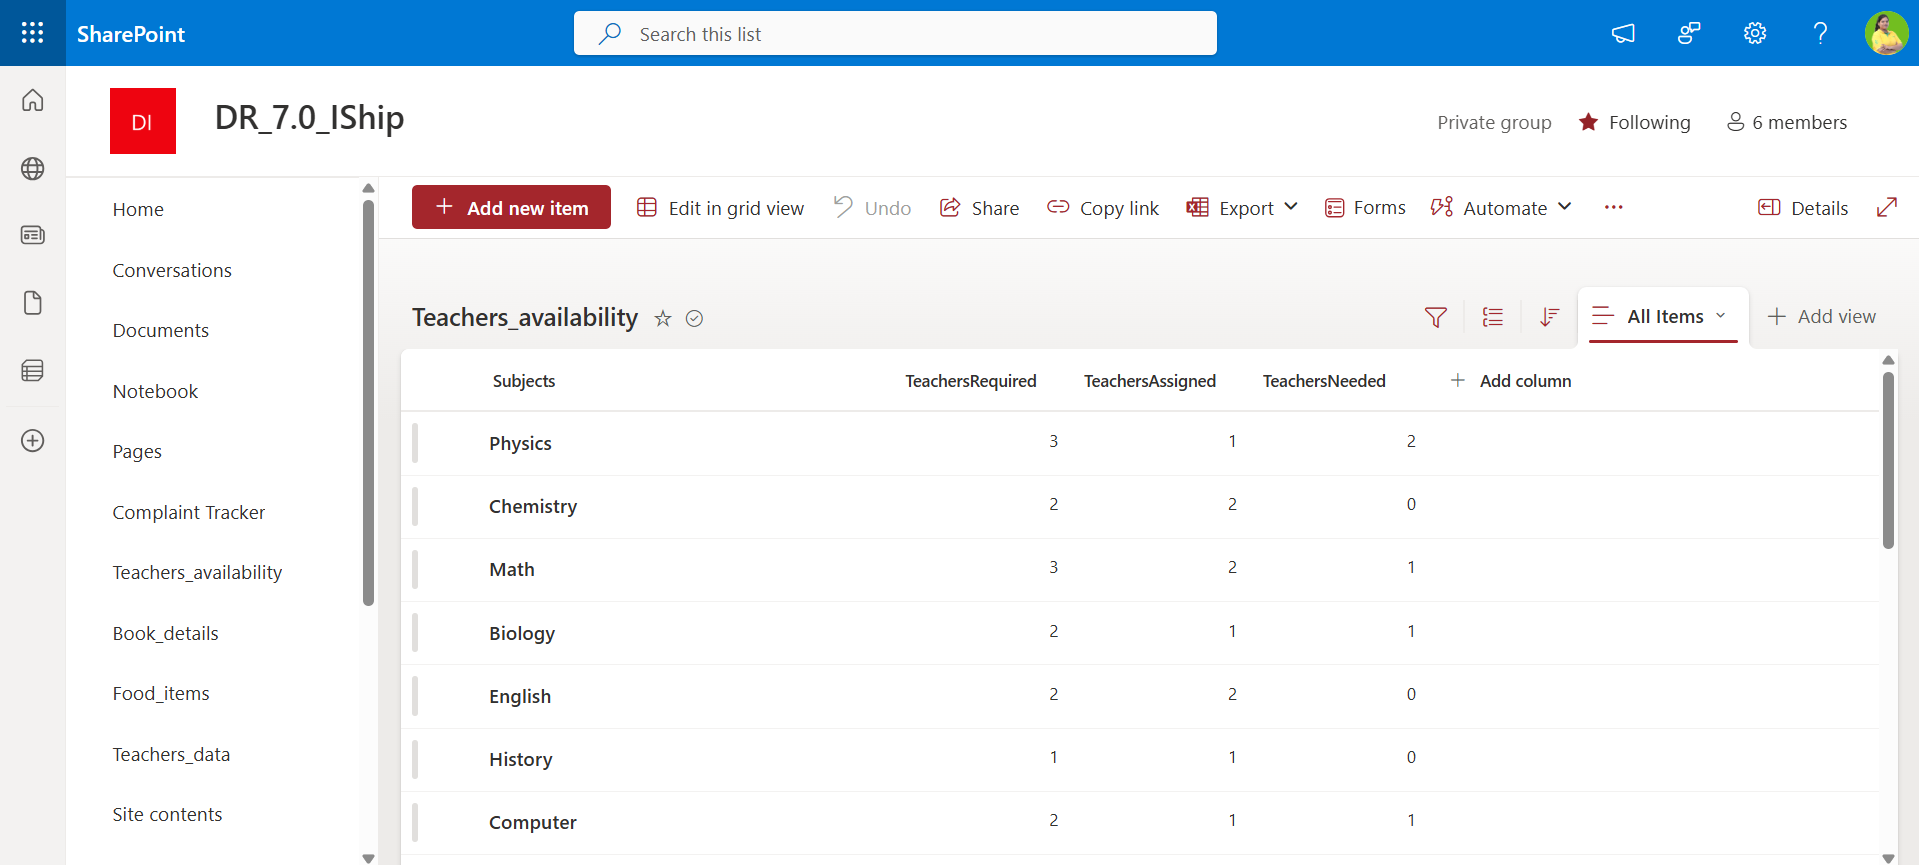 SharePoint
Search this list
DI
DR_7.0_IShip
Private group
Following
6 members
Home
Conversations
Documents
Notebook
Pages
Complaint Tracker
Teachers_availability
Book_details
Food_items
Teachers_data
Site contents
Add new item
Edit in grid view
Undo
Share
Copy link
Export
Forms
Automate
Details
Teachers_availability
All Items
Add view
Subjects TeachersRequired TeachersAssigned TeachersNeeded Add column
Physics 3 1 2
Chemistry 2 2 0
Math 3 2 1
Biology 2 1 1
English 2 2 0
History 1 1 0
Computer 2 1 1